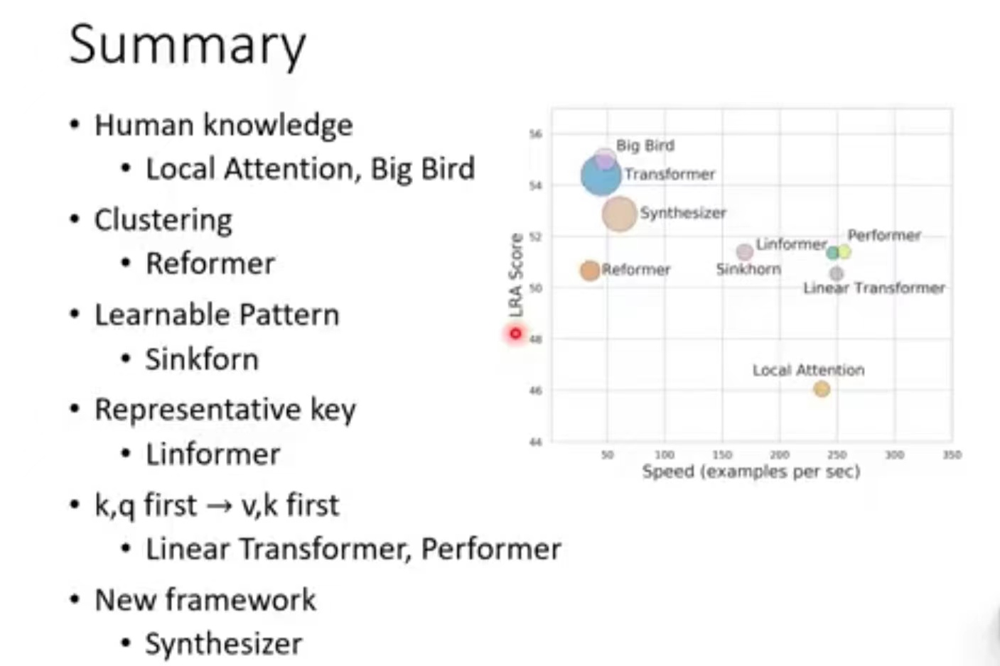 Summary
• Human knowledge
• Local Attention, Big Bird
• Clustering
• Reformer
• Learnable Pattern
• Sinkforn
• Representative key
• Linformer
• k,q first → v,k first
• Linear Transformer, Performer
• New framework
• Synthesizer
LRA Score
56
54
52
50
48
46
44
Big Bird
Transformer
Synthesizer
Performer
Linformer
Reformer
Sinkhorn
Linear Transformer
Local Attention
50 100 150 200 250 300 350
Speed (examples per sec)